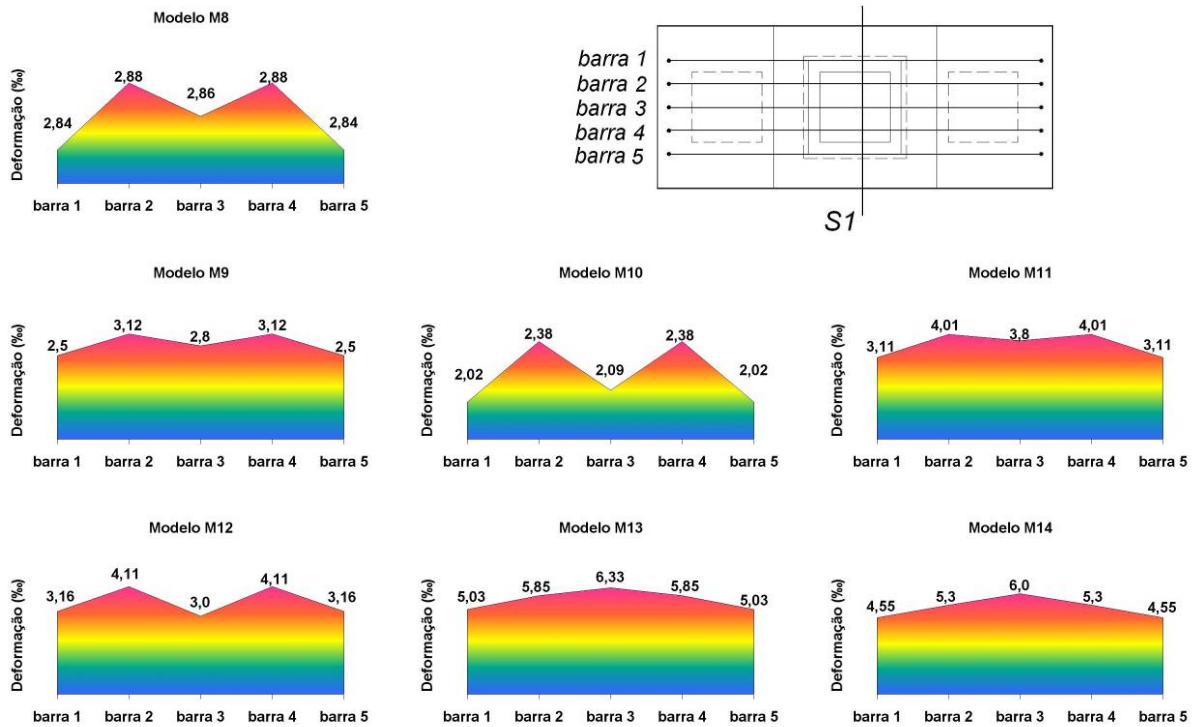 Modelo M8
Deformação (‰)
2,84
2,88
2,86
2,88
2,84
barra 1 barra 2 barra 3 barra 4 barra 5
barra 1
barra 2
barra 3
barra 4
barra 5
S1
Modelo M9
Deformação (‰)
2,5
3,12
2,8
3,12
2,5
barra 1 barra 2 barra 3 barra 4 barra 5
Modelo M10
Deformação (‰)
2,02
2,38
2,09
2,38
2,02
barra 1 barra 2 barra 3 barra 4 barra 5
Modelo M11
Deformação (‰)
3,11
4,01
3,8
4,01
3,11
barra 1 barra 2 barra 3 barra 4 barra 5
Modelo M12
Deformação (‰)
3,16
4,11
3,0
4,11
3,16
barra 1 barra 2 barra 3 barra 4 barra 5
Modelo M13
Deformação (‰)
5,03
5,85
6,33
5,85
5,03
barra 1 barra 2 barra 3 barra 4 barra 5
Modelo M14
Deformação (‰)
4,55
5,3
6,0
5,3
4,55
barra 1 barra 2 barra 3 barra 4 barra 5